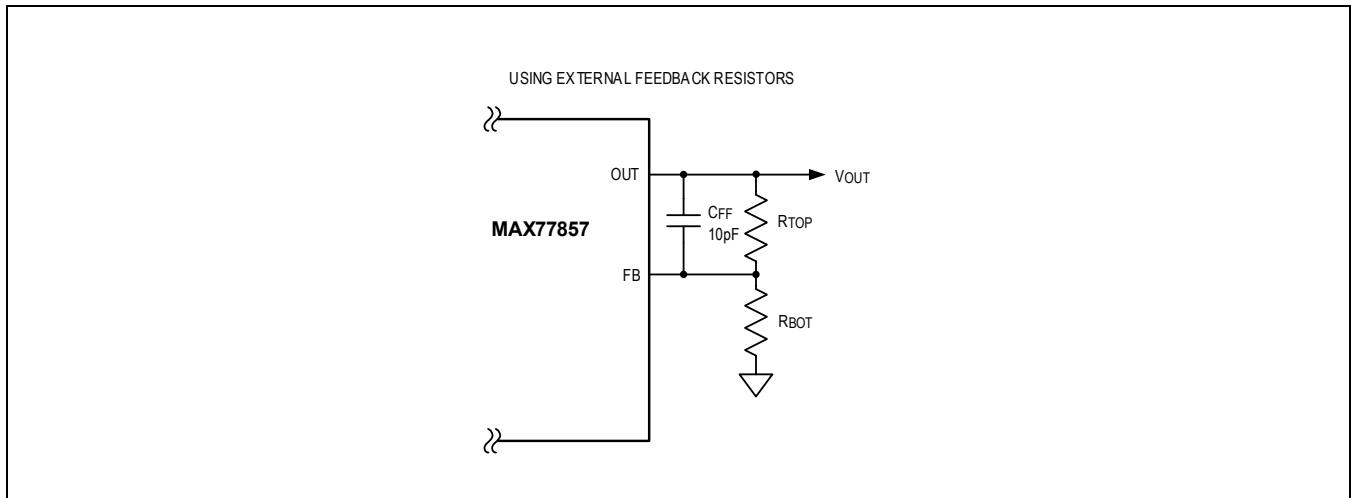 USING EXTERNAL FEEDBACK RESISTORS
OUT
VOUT
CFF
10pF
RTOP
MAX77857
FB
RBOT